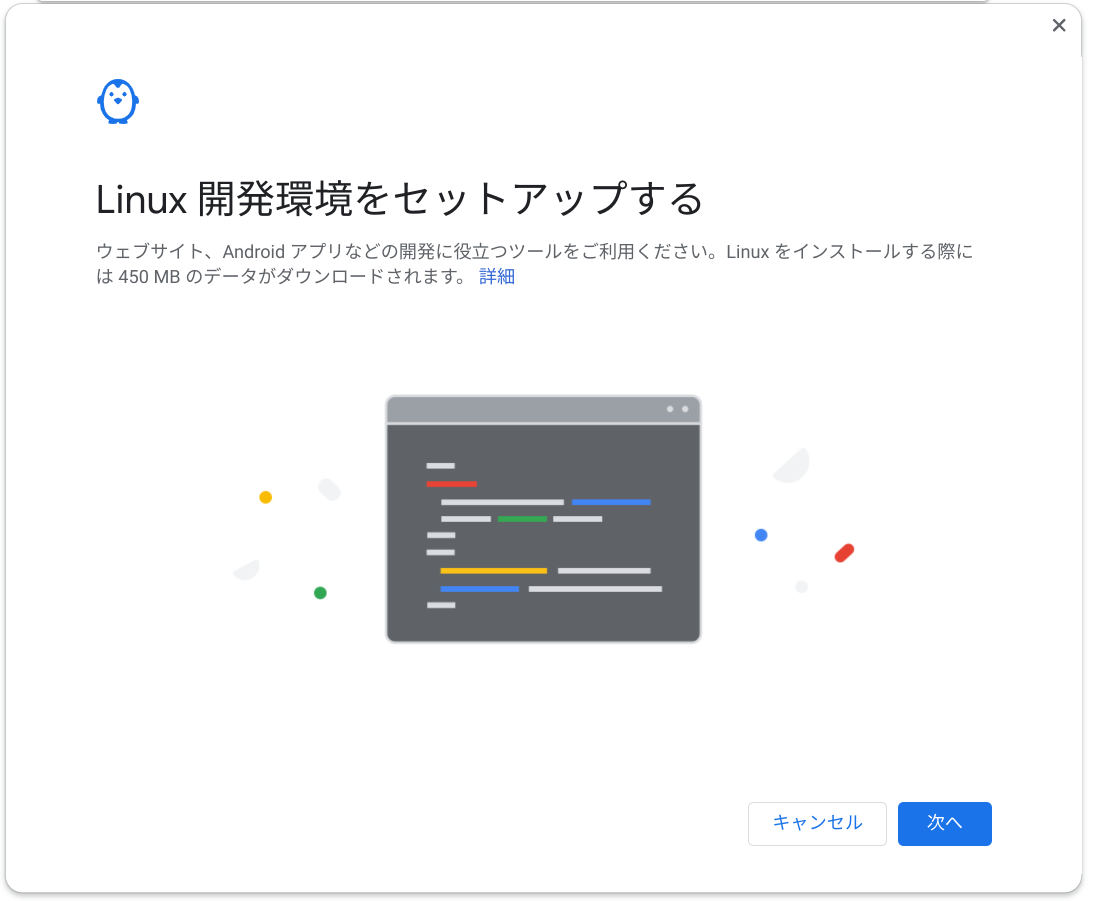 Linux 開発環境をセットアップする
ウェブサイト、Android アプリなどの開発に役立つツールをご利用ください。Linux をインストールする際に
は 450 MB のデータがダウンロードされます。 詳細
キャンセル
次へ